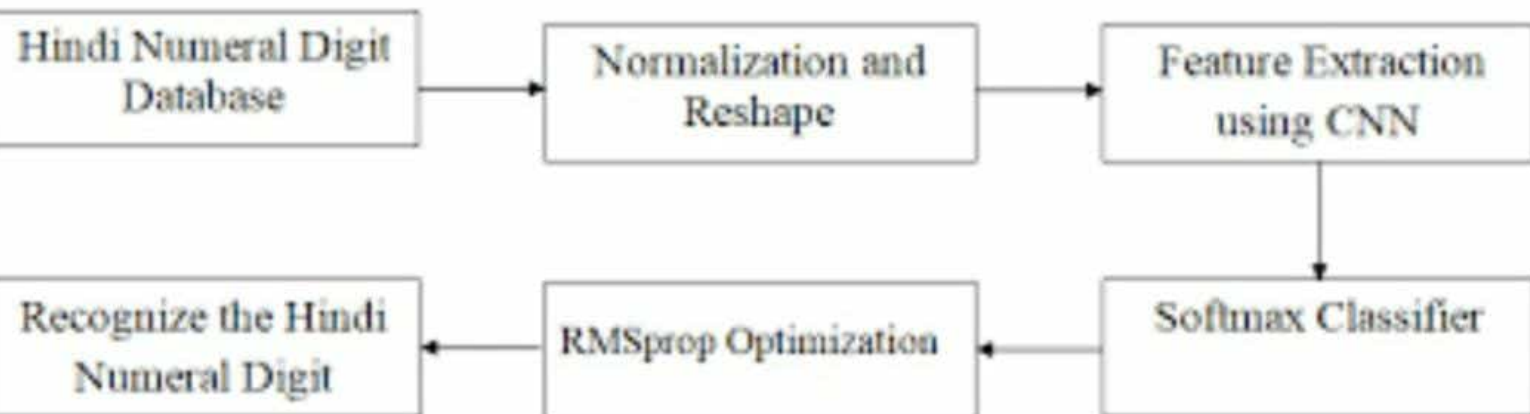 Hindi Numeral Digit
Database
Normalization and
Reshape
Feature Extraction
using CNN
Softmax Classifier
RMSprop Optimization
Recognize the Hindi
Numeral Digit